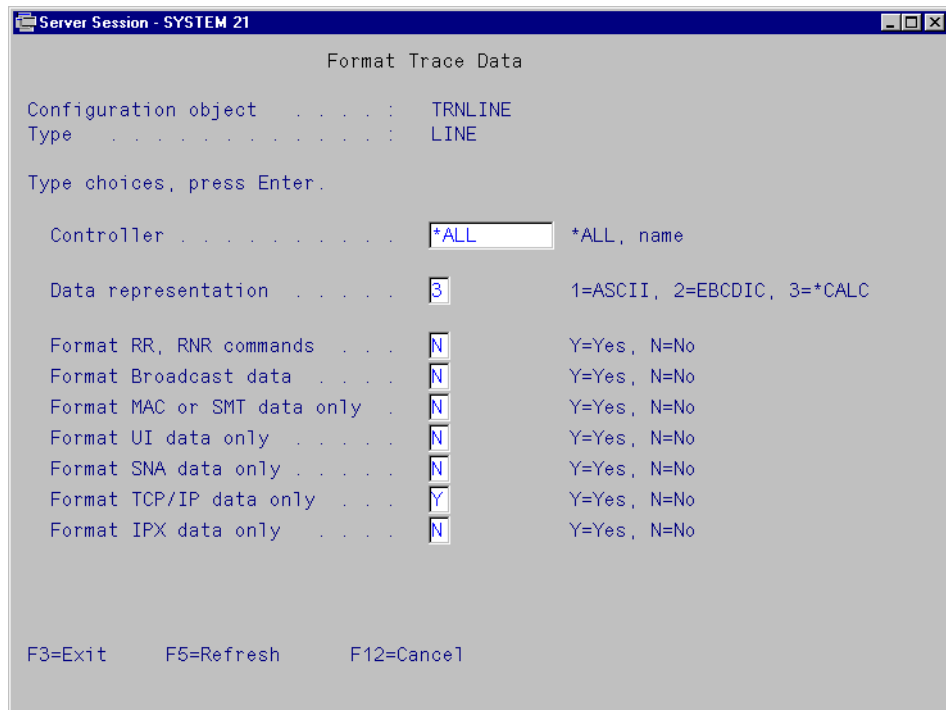 Server Session - SYSTEM 21
Format Trace Data
Configuration object . . . . : TRNLINE
Type . . . . . . . . . . . . : LINE
Type choices, press Enter.
Controller . . . . . . . . . . *ALL *ALL, name
Data representation . . . . . 3 1=ASCII, 2=EBCDIC, 3=*CALC
Format RR, RNR commands . . . N Y=Yes, N=No
Format Broadcast data . . . . N Y=Yes, N=No
Format MAC or SMT data only . N Y=Yes, N=No
Format UI data only . . . . . N Y=Yes, N=No
Format SNA data only . . . . . N Y=Yes, N=No
Format TCP/IP data only . . . Y Y=Yes, N=No
Format IPX data only . . . . N Y=Yes, N=No
F3=Exit F5=Refresh F12=Cancel